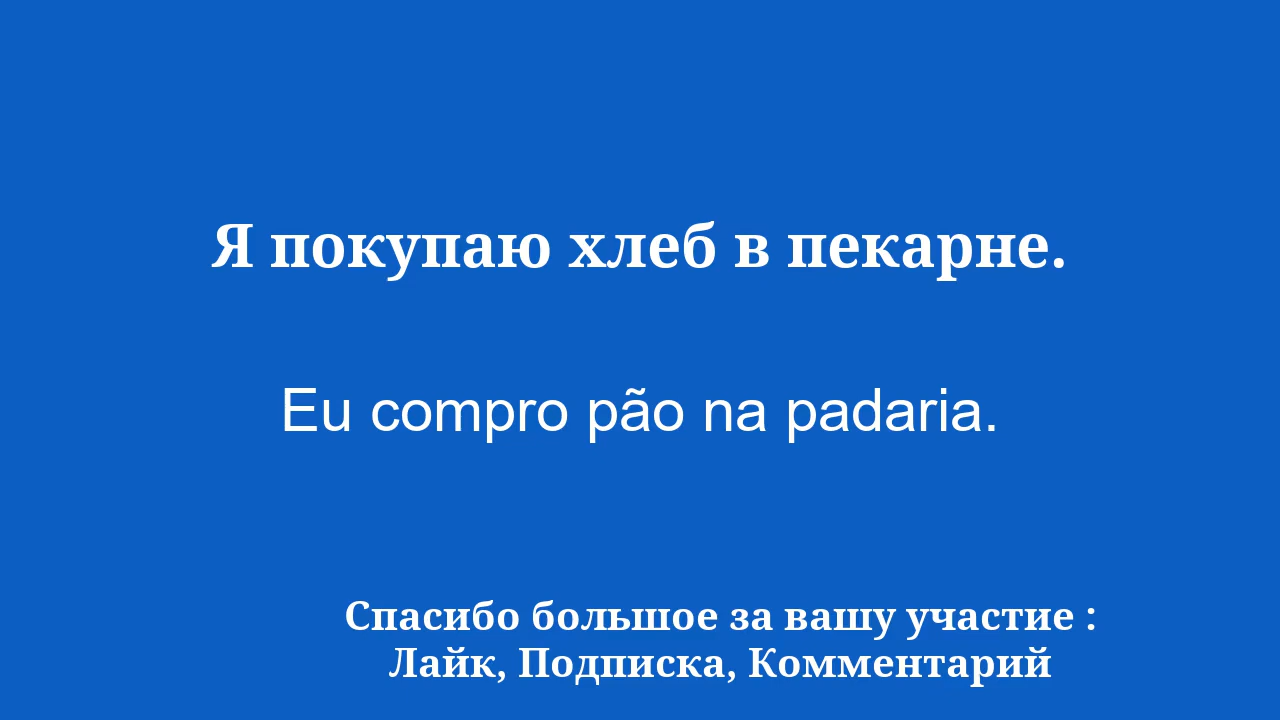 Я покупаю хлеб в пекарне.
Eu compro pão na padaria.
Спасибо большое за вашу участие :
Лайк, Подписка, Комментарий